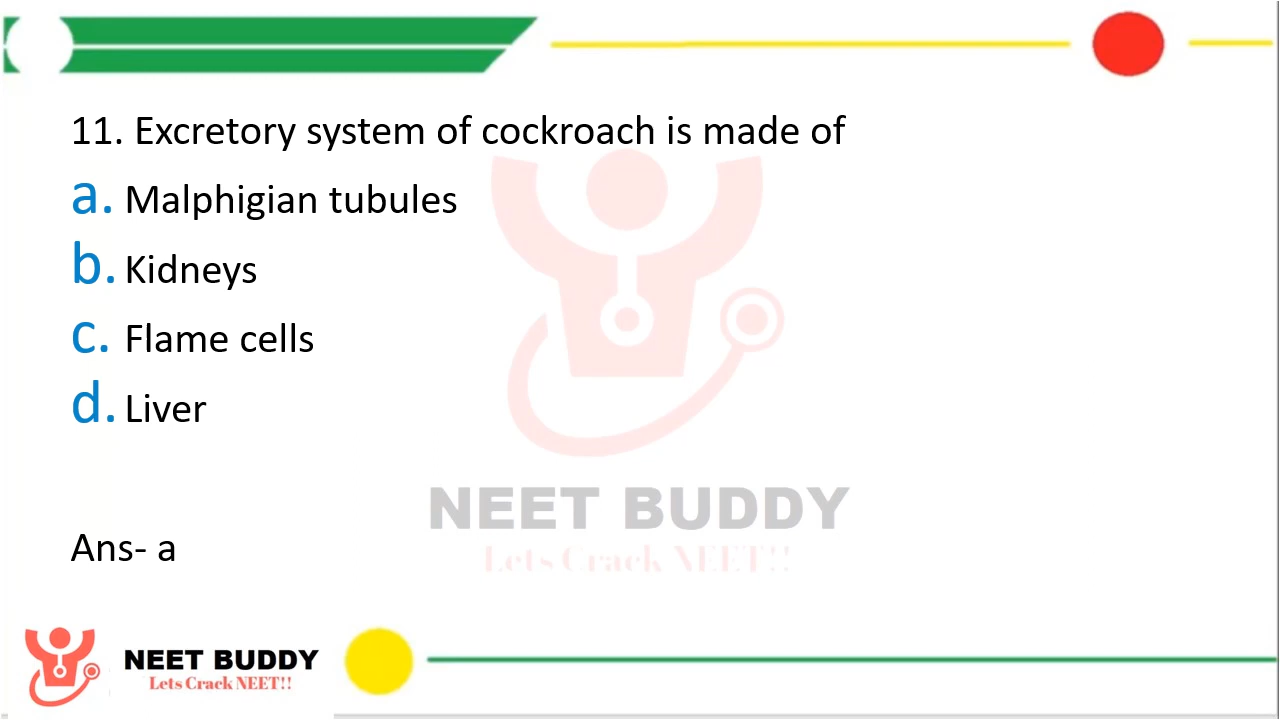 11. Excretory system of cockroach is made of
a. Malphigian tubules
b. Kidneys
c. Flame cells
d. Liver
NEET BUDDY
Lets Crack NEET!!
Ans- a
NEET BUDDY
Lets Crack NEET!!